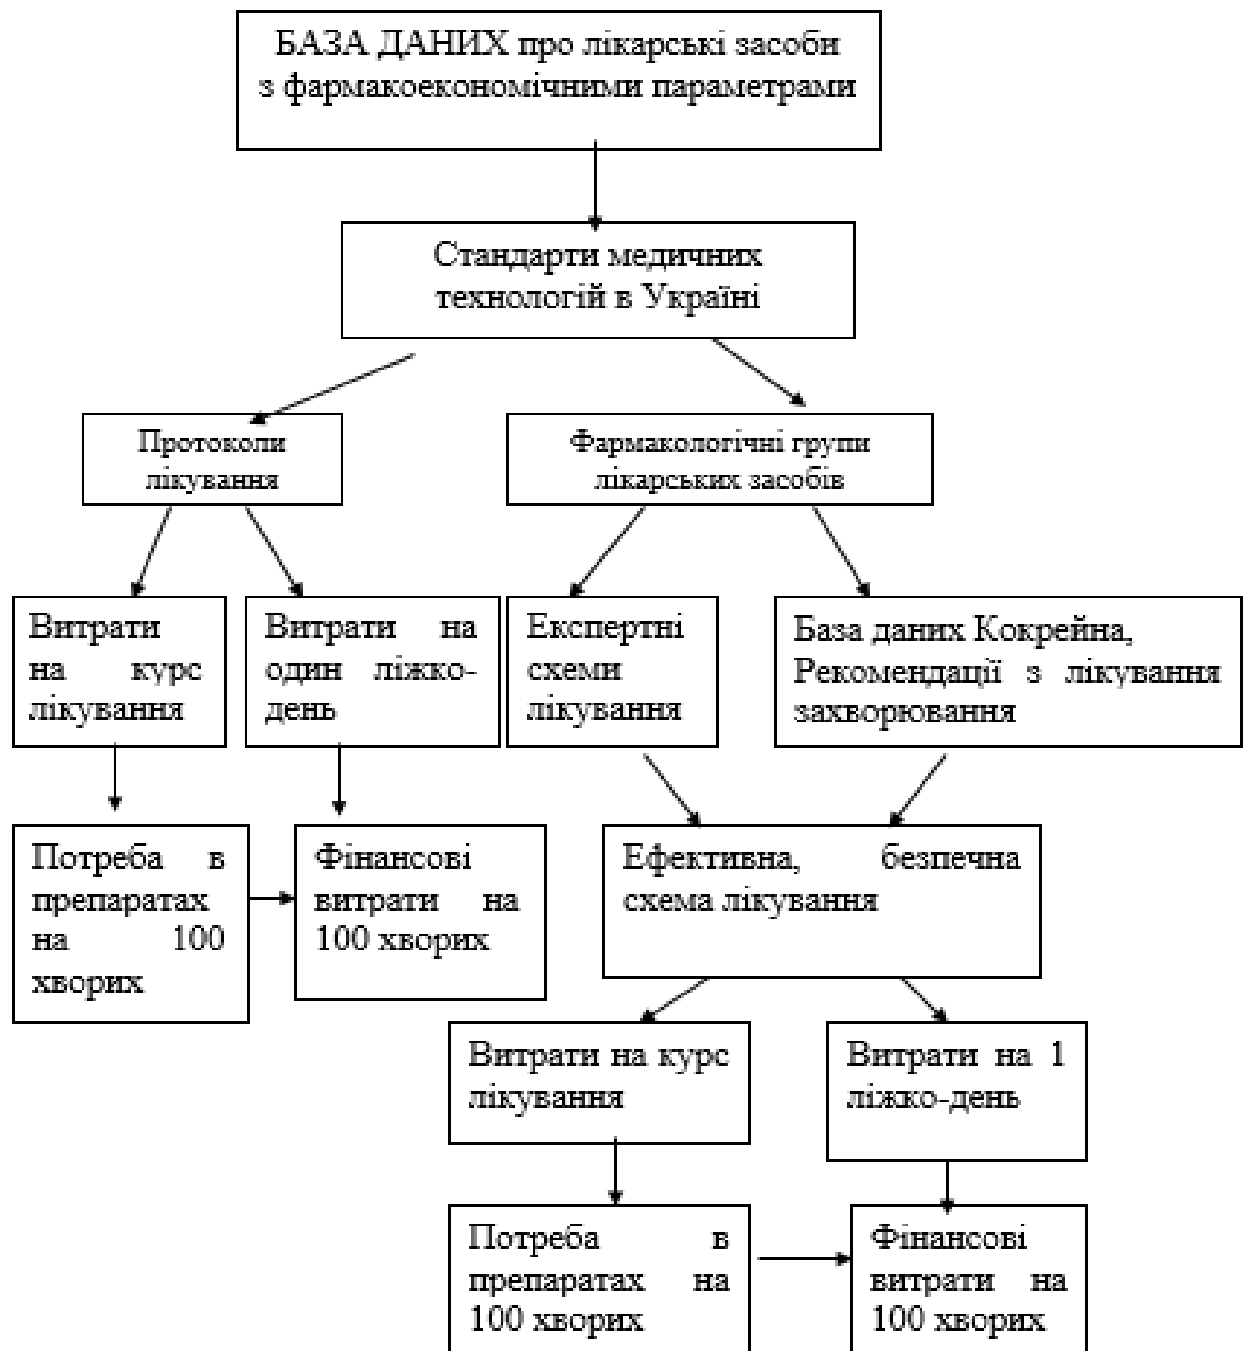 БАЗА ДАНИХ про лікарські засоби
з фармакоекономічними параметрами
Стандарти медичних
технологій в Україні
Протоколи
лікування
Фармакологічні групи
лікарських засобів
Витрати
на курс
лікування
Витрати на
один ліжко-
день
Експертні
схеми
лікування
База даних Кокрейна,
Рекомендації з лікування
захворювання
Потреба в
препаратах
на 100
хворих
Фінансові
витрати на
100 хворих
Ефективна, безпечна
схема лікування
Витрати на курс
лікування
Витрати на 1
ліжко-день
Потреба в
препаратах на
100 хворих
Фінансові
витрати на
100 хворих